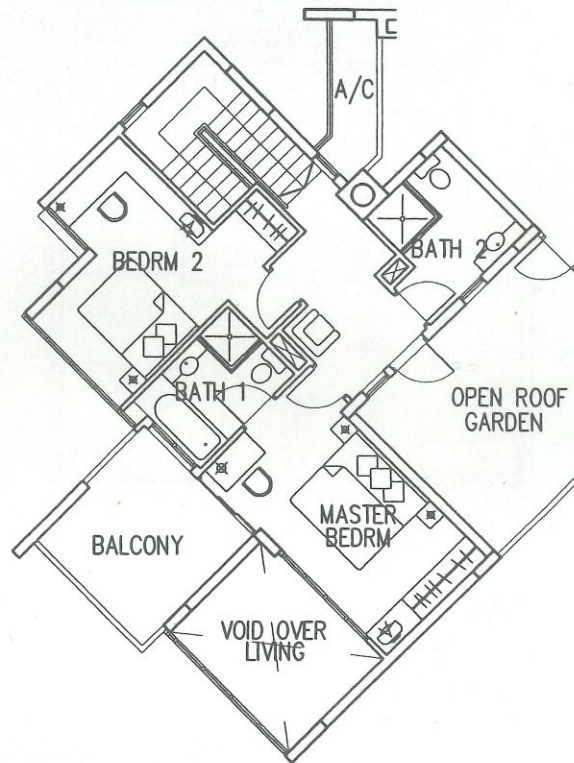 A/C
BATH 2
BEDRM 2
BATH 1
OPEN ROOF
GARDEN
MASTER
BEDRM
BALCONY
VOID OVER
LIVING